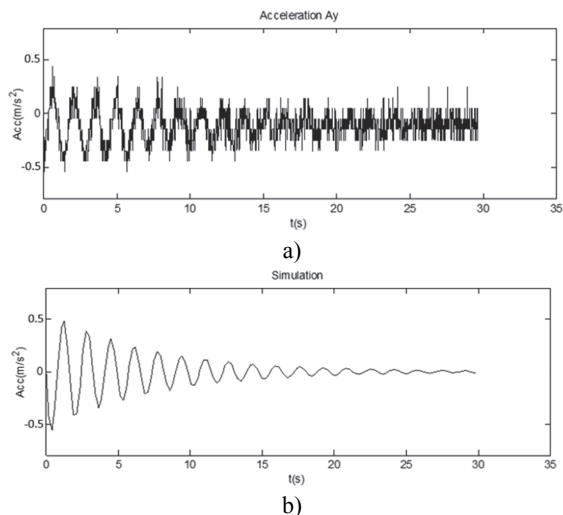 Acceleration Ay
0.5
0
-0.5
Acc(m/s²)
0 5 10 15 20 25 30 35
t(s)
a)
Simulation
0.5
0
-0.5
Acc(m/s²)
0 5 10 15 20 25 30 35
t(s)
b)